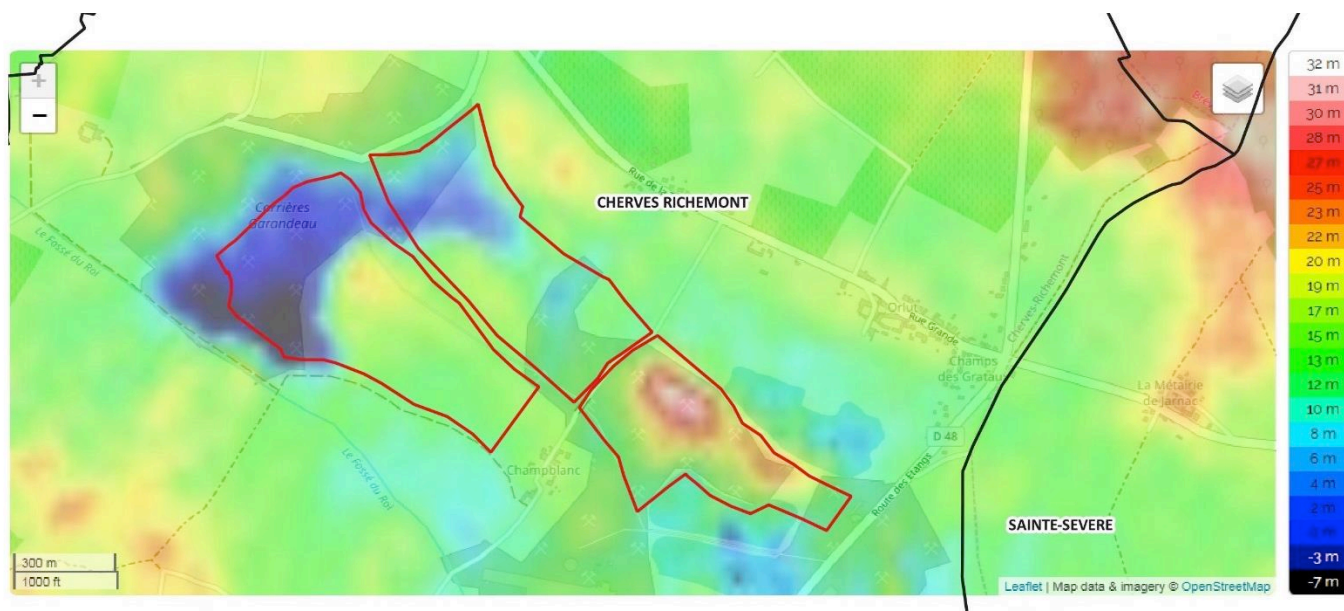 +
−
32 m
31 m
30 m
28 m
27 m
25 m
23 m
22 m
20 m
19 m
17 m
15 m
13 m
12 m
10 m
8 m
6 m
4 m
2 m
-3 m
-7 m
Rue de la
CHERVES RICHEMONT
Carrières
Garandeau
Le Fossé du Roi
Cherves-Richemont
Orlut
Rue Grande
Champs
des Grataud
La Métairie
de Jarnac
D 48
Champblanc
Route des Étangs
Le Fossé du Roi
SAINTE-SEVERE
300 m
1000 ft
Leaflet | Map data & imagery © OpenStreetMap